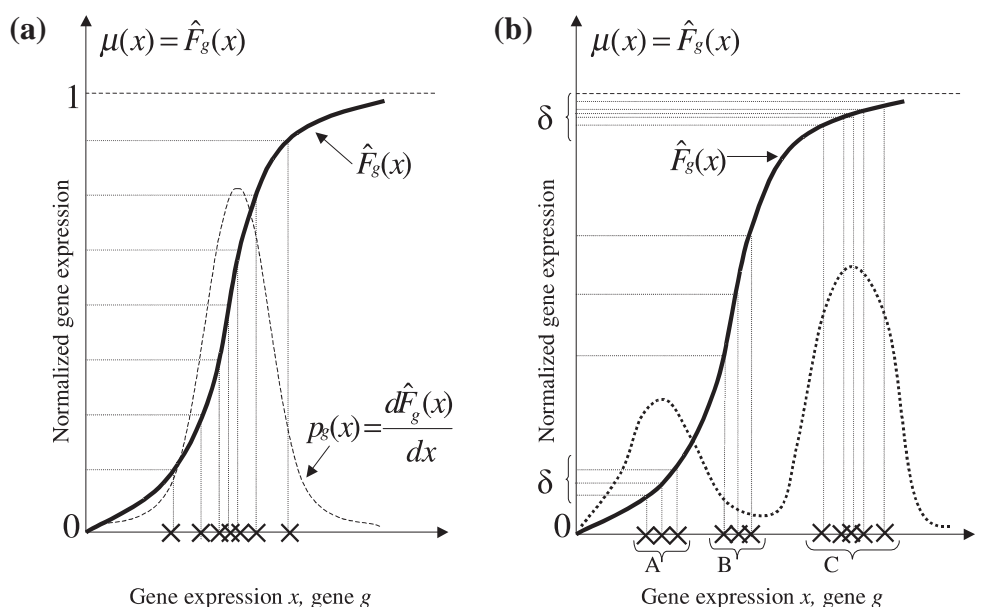 (a)
μ(x) = F̂g(x)
1
F̂g(x)
Normalized gene expression
pg(x) = dF̂g(x)/dx
0
Gene expression x, gene g
(b)
μ(x) = F̂g(x)
δ
F̂g(x)
Normalized gene expression
δ
0
A B C
Gene expression x, gene g